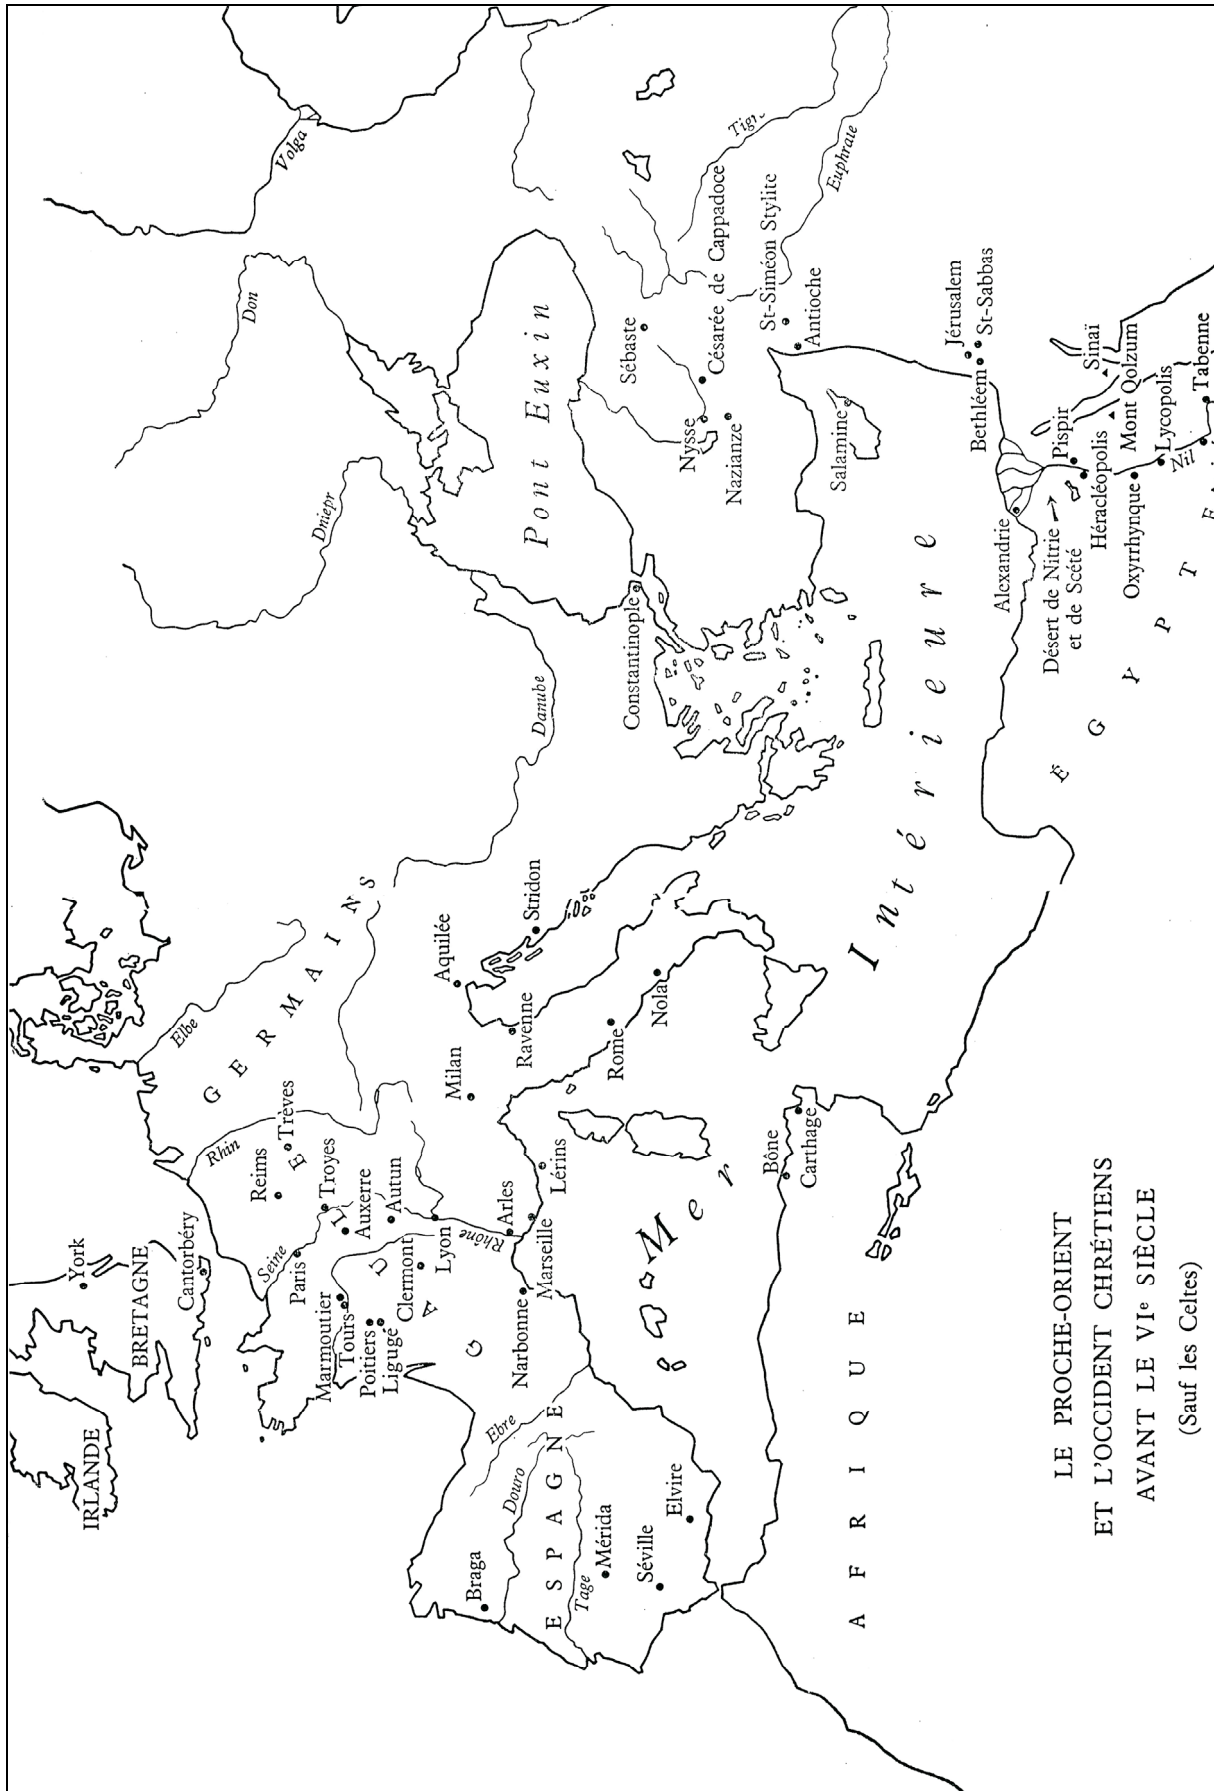 IRLANDE
York
BRETAGNE
Cantorbéry
Elbe
Rhin
GERMAINS
Reims
Trèves
Seine
Paris
Troyes
Auxerre
Autun
Marmoutier
Tours
Poitiers
Ligugé
Clermont
Lyon
Rhône
GAULE
Arles
Narbonne
Marseille
Lérins
Milan
Aquilée
Stridon
Ravenne
Rome
Nola
Danube
Dniepr
Don
Volga
Pont Euxin
Constantinople
Sébaste
Césarée de Cappadoce
Nysse
Nazianze
Tigr
Euphrate
St-Siméon Stylite
Antioche
Salamine
Braga
Ebre
Douro
ESPAGNE
Tage
Mérida
Séville
Elvire
Mer Intérieure
Bône
Carthage
AFRIQUE
Jérusalem
St-Sabbas
Bethléem
Alexandrie
Désert de Nitrie
et de Scété
Pispir
Héracléopolis
Sinaï
Mont Qolzum
Oxyrrhynque
Lycopolis
Nil
Tabenne
ÉGYPTE
LE PROCHE-ORIENT
ET L'OCCIDENT CHRÉTIENS
AVANT LE VIe SIÈCLE
(Sauf les Celtes)